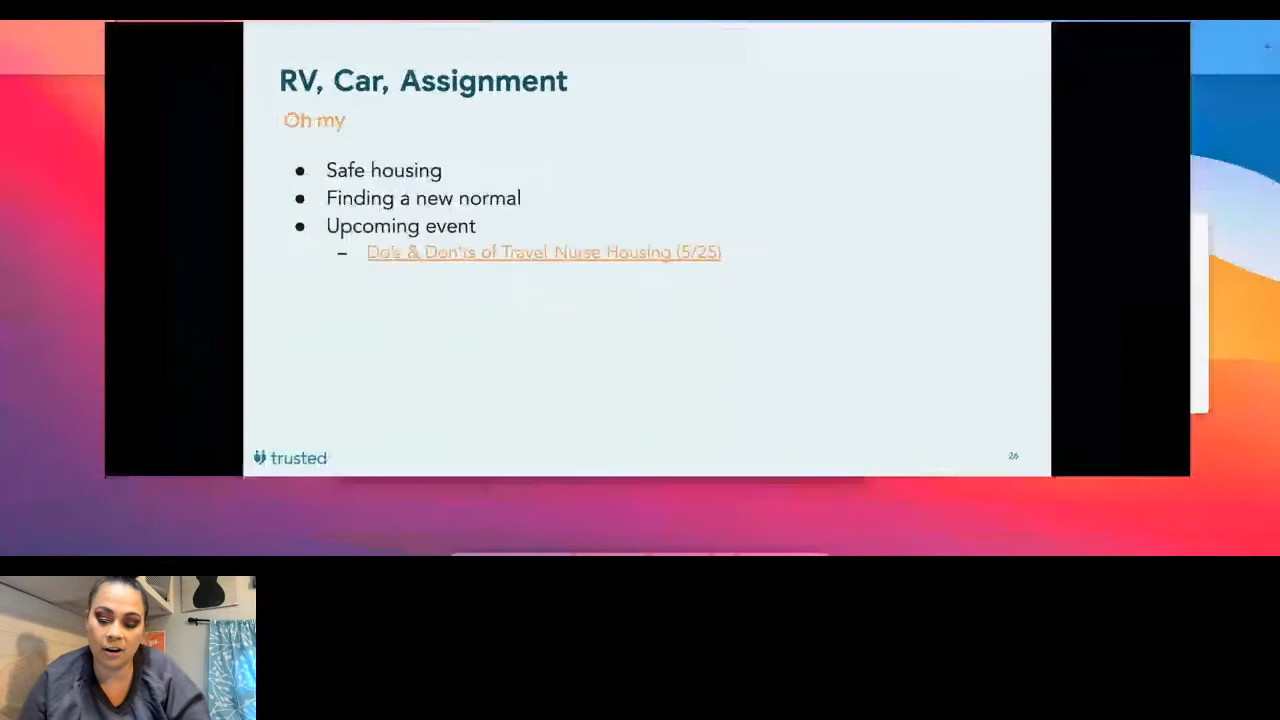 RV, Car, Assignment
Oh my
● Safe housing
● Finding a new normal
● Upcoming event
– Do's & Don'ts of Travel Nurse Housing (5/25)
trusted
26